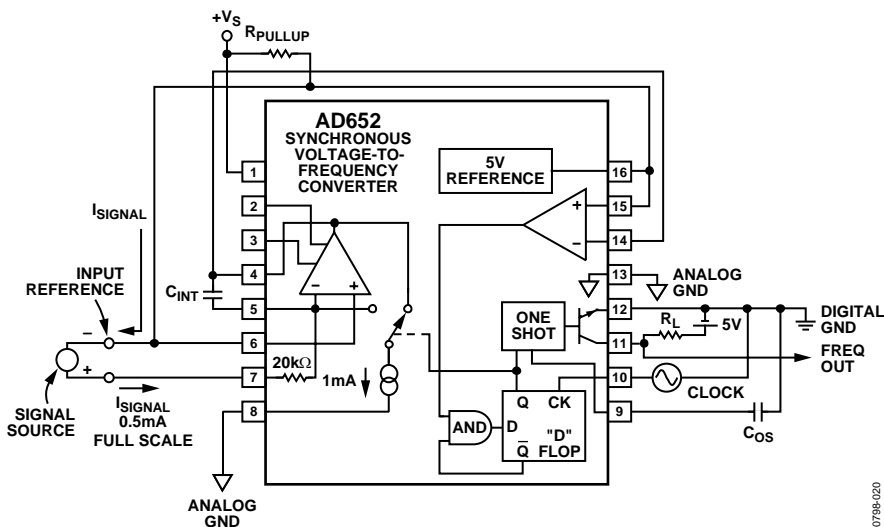 +VS
RPULLUP
AD652
SYNCHRONOUS
VOLTAGE-TO-
FREQUENCY
CONVERTER
5V
REFERENCE
1
2
3
4
5
6
7
8
16
15
14
13
12
11
10
9
+
−
−
+
ISIGNAL
INPUT
REFERENCE
CINT
−
+
SIGNAL
SOURCE
ISIGNAL
0.5mA
FULL SCALE
20kΩ
1mA
ANALOG
GND
ONE
SHOT
AND
Q
CK
D
"D"
FLOP
Q̅
ANALOG
GND
RL
5V
DIGITAL
GND
FREQ
OUT
CLOCK
COS
0798-020